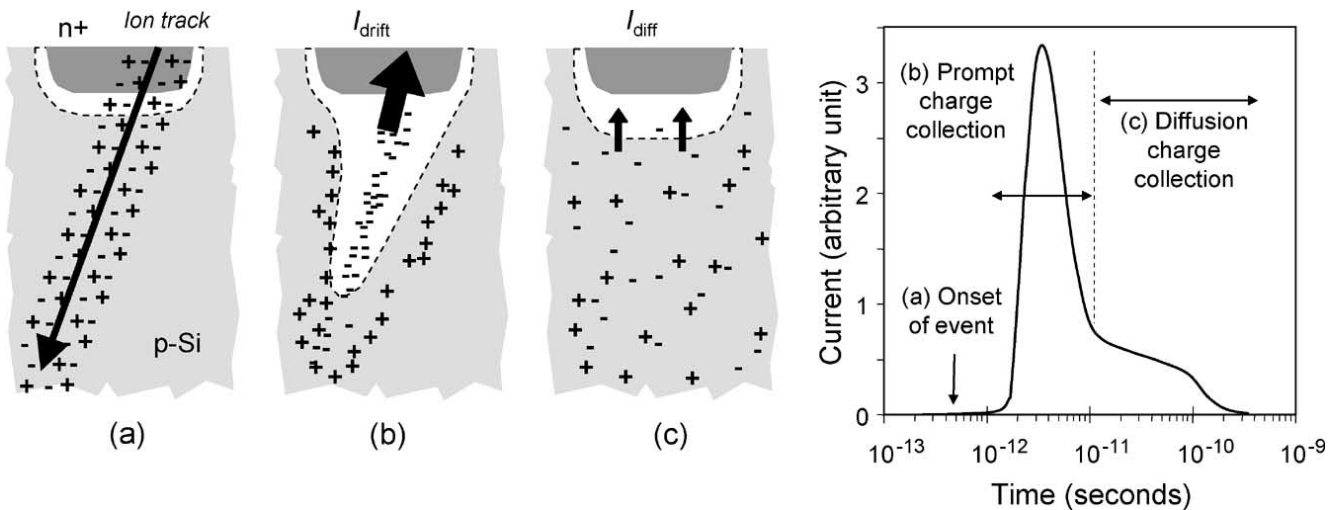 n+
Ion track
p-Si
(a)
I drift
(b)
I diff
(c)
Current (arbitrary unit)
3
2
1
0
(b) Prompt
charge
collection
(c) Diffusion
charge
collection
(a) Onset
of event
10-13
10-12
10-11
10-10
10-9
Time (seconds)